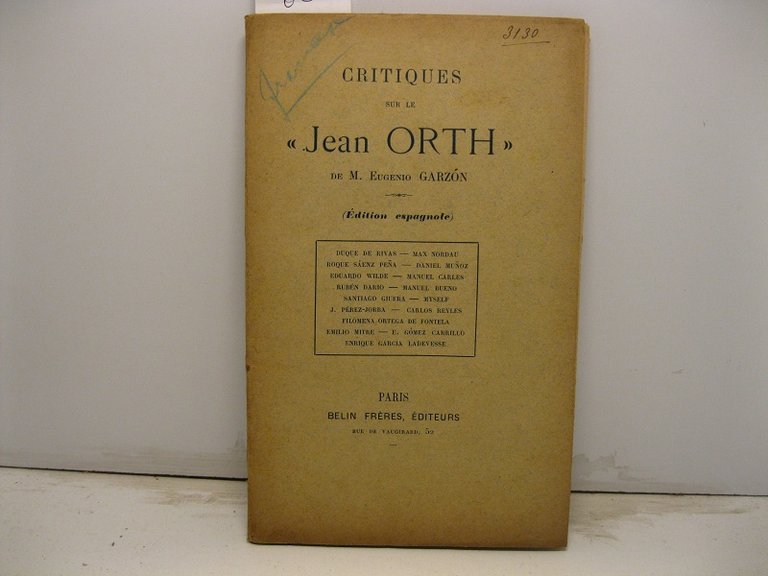 3130
CRITIQUES
SUR LE
« Jean ORTH »
DE M. EUGENIO GARZÓN
(Édition espagnole)
DUQUE DE RIVAS — MAX NORDAU
ROQUE SÁENZ PEÑA — DANIEL MUÑOZ
EDUARDO WILDE — MANUEL CARLES
RUBÉN DARIO — MANUEL BUENO
SANTIAGO GIUFRA — MYSELF
J. PÉREZ-JORBA — CARLOS REYLES
FILOMENA ORTEGA DE FONTELA
EMILIO MITRE — E. GÓMEZ CARRILLO
ENRIQUE GARCIA LADEVESSE
PARIS
BELIN FRÈRES, ÉDITEURS
RUE DE VAUGIRARD, 52